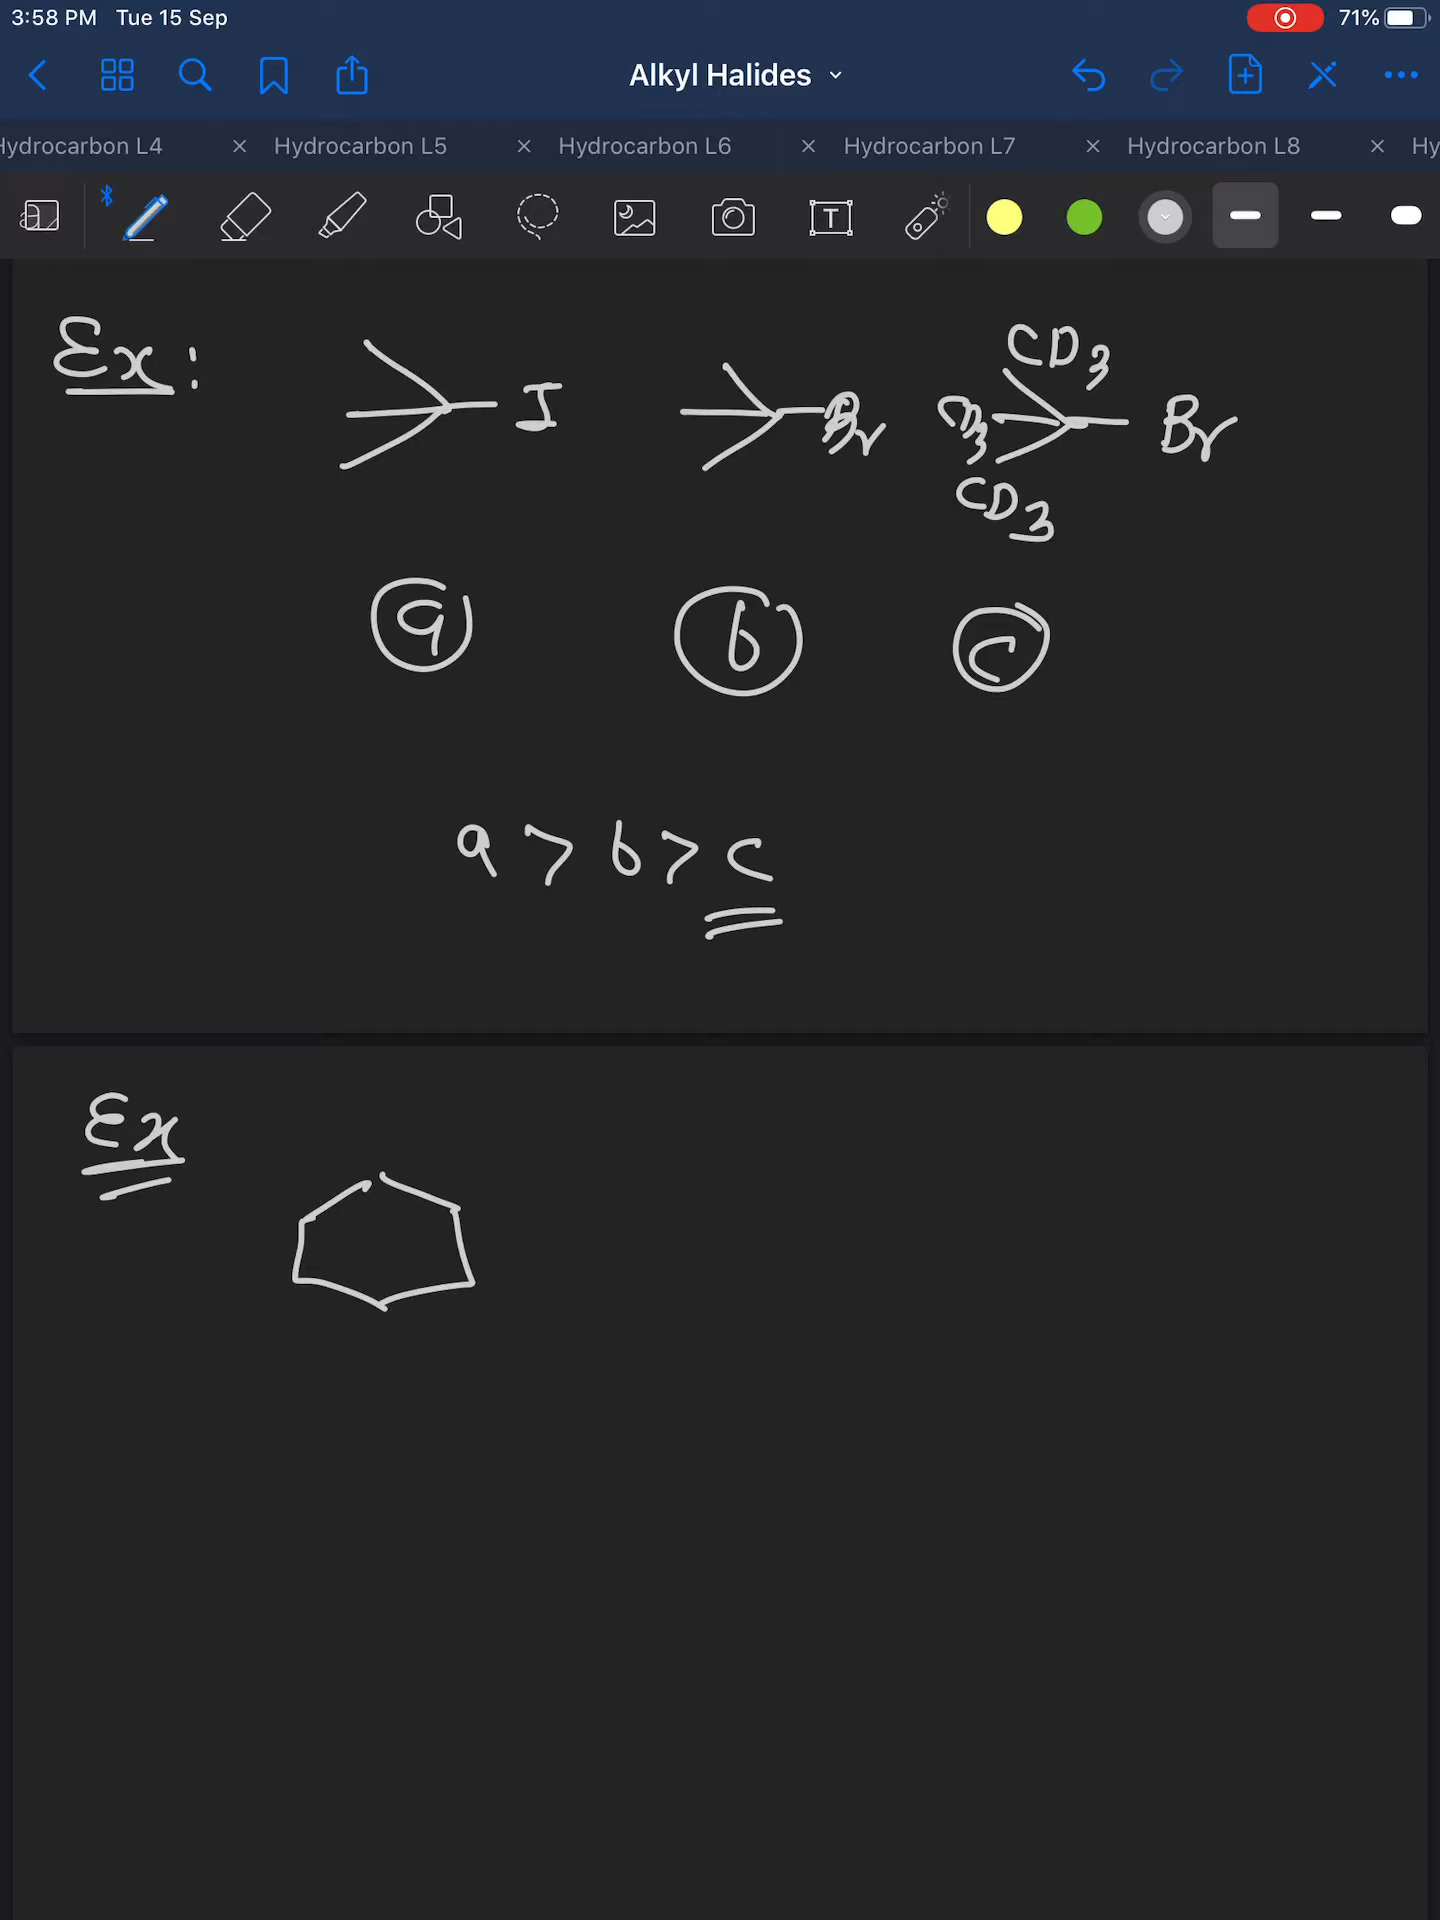 3:58 PM Tue 15 Sep 71%
Alkyl Halides
Hydrocarbon L4 × Hydrocarbon L5 × Hydrocarbon L6 × Hydrocarbon L7 × Hydrocarbon L8 × Hy
T
Ex:
I
Br
CD3
CD3
Br
CD3
a
b
c
a > b > c
Ex